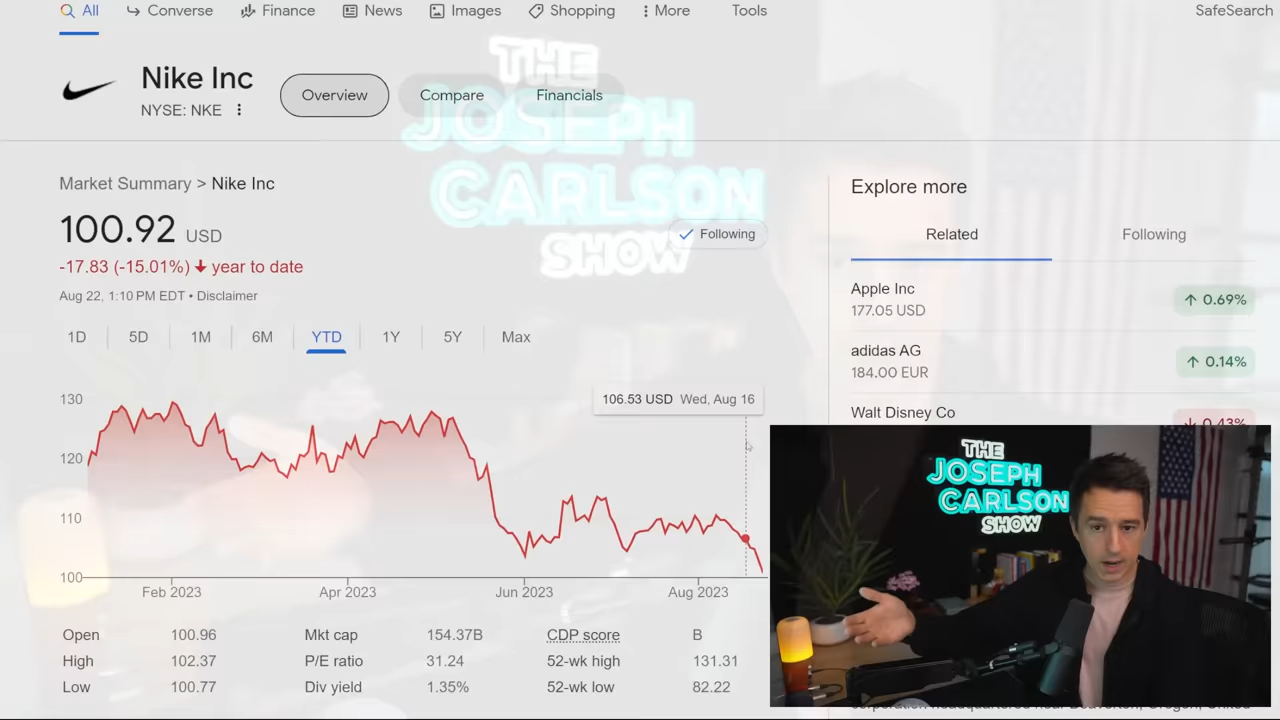 All Converse Finance News Images Shopping More Tools SafeSearch
Nike Inc
NYSE: NKE
Overview Compare Financials
THE
JOSEPH
CARLSON
SHOW
Market Summary > Nike Inc
100.92 USD
Following
-17.83 (-15.01%) year to date
Aug 22, 1:10 PM EDT • Disclaimer
1D 5D 1M 6M YTD 1Y 5Y Max
106.53 USD Wed, Aug 16
130
120
110
100
Feb 2023 Apr 2023 Jun 2023 Aug 2023
Open 100.96 Mkt cap 154.37B CDP score B
High 102.37 P/E ratio 31.24 52-wk high 131.31
Low 100.77 Div yield 1.35% 52-wk low 82.22
Explore more
Related Following
Apple Inc
177.05 USD
0.69%
adidas AG
184.00 EUR
0.14%
Walt Disney Co
0.43%
THE
JOSEPH
CARLSON
SHOW